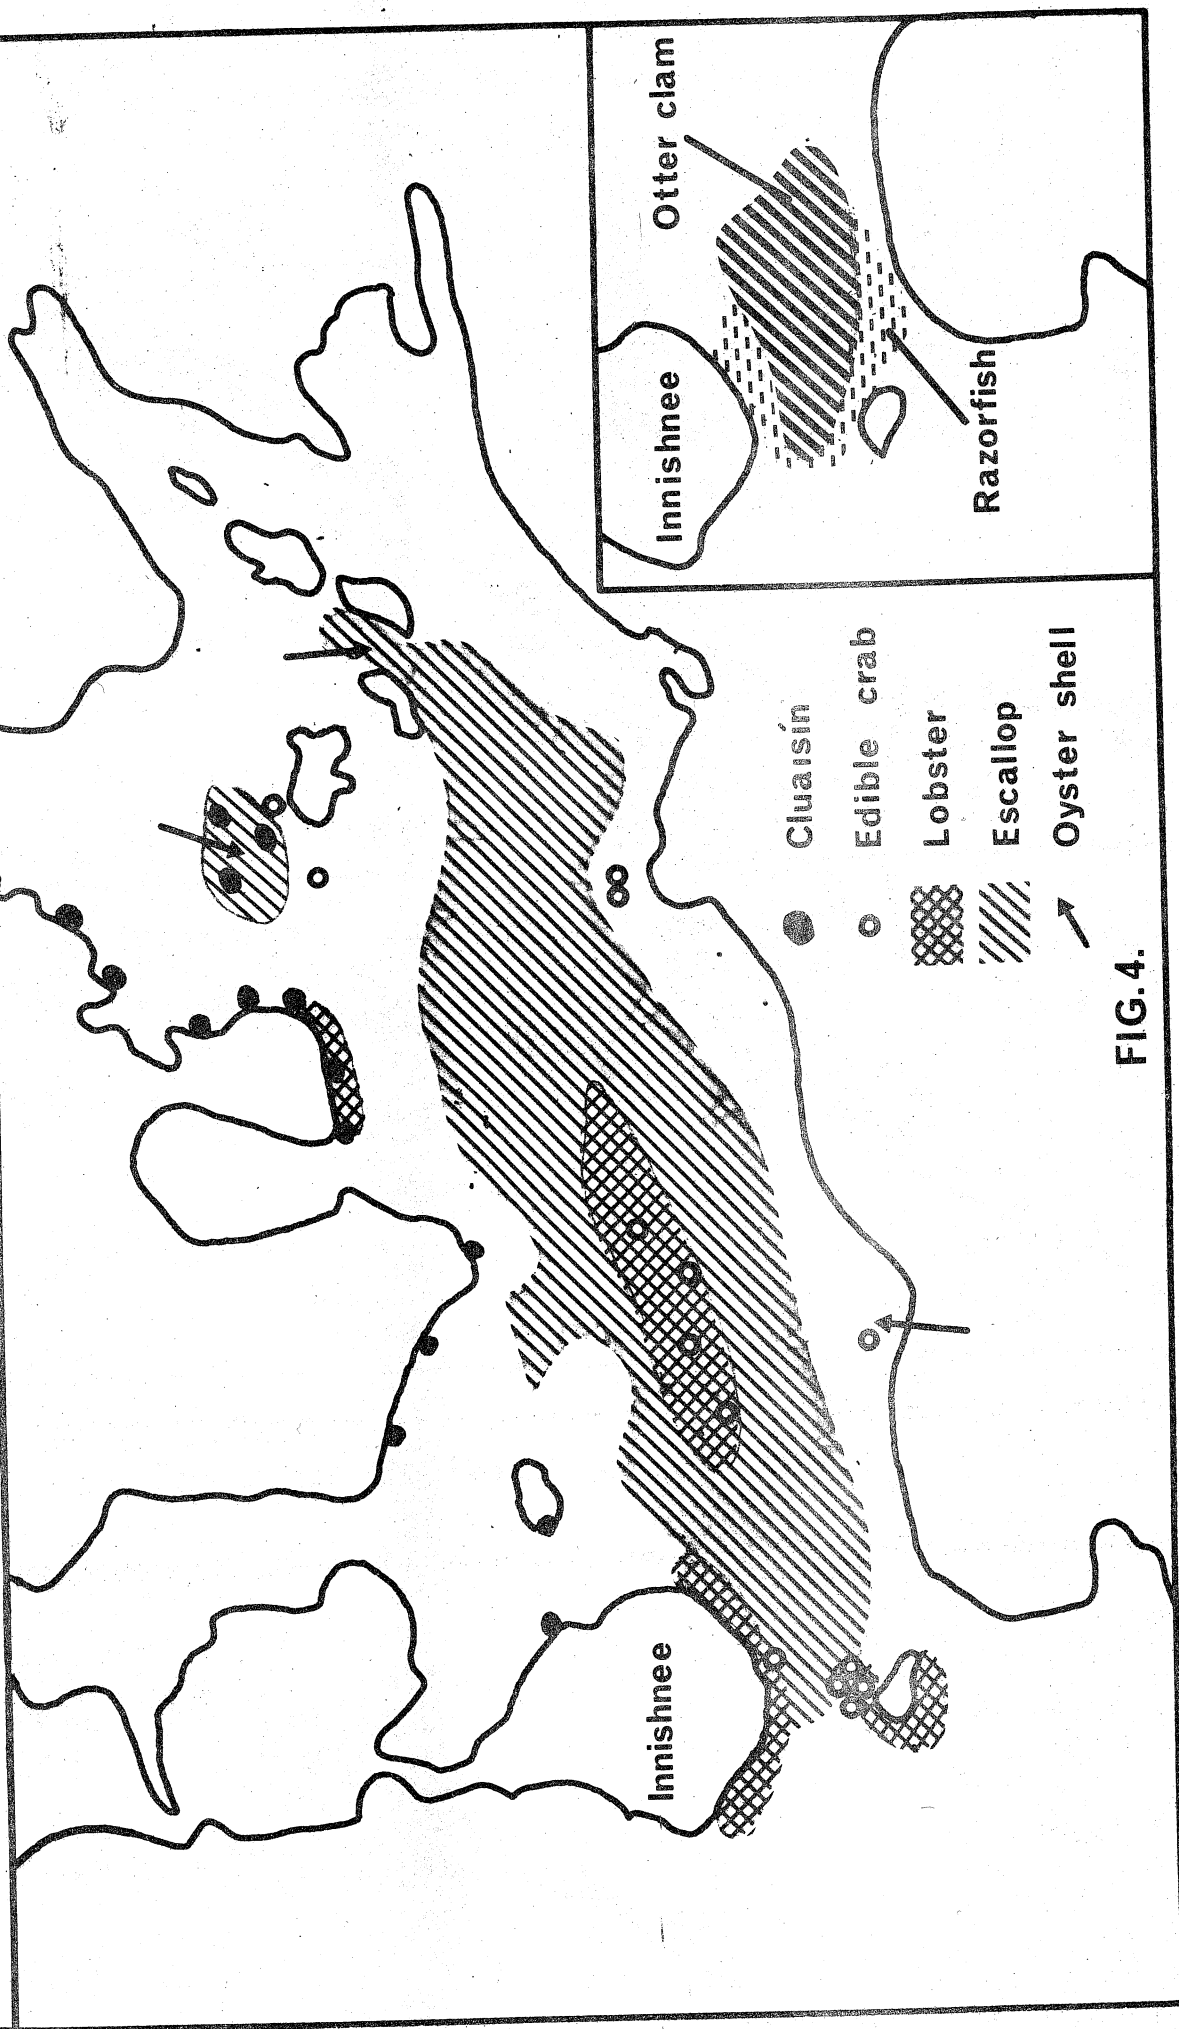 Innishnee
Cluaisín
Edible crab
Lobster
Escallop
Oyster shell
FIG.4.
Innishnee
Otter clam
Razorfish